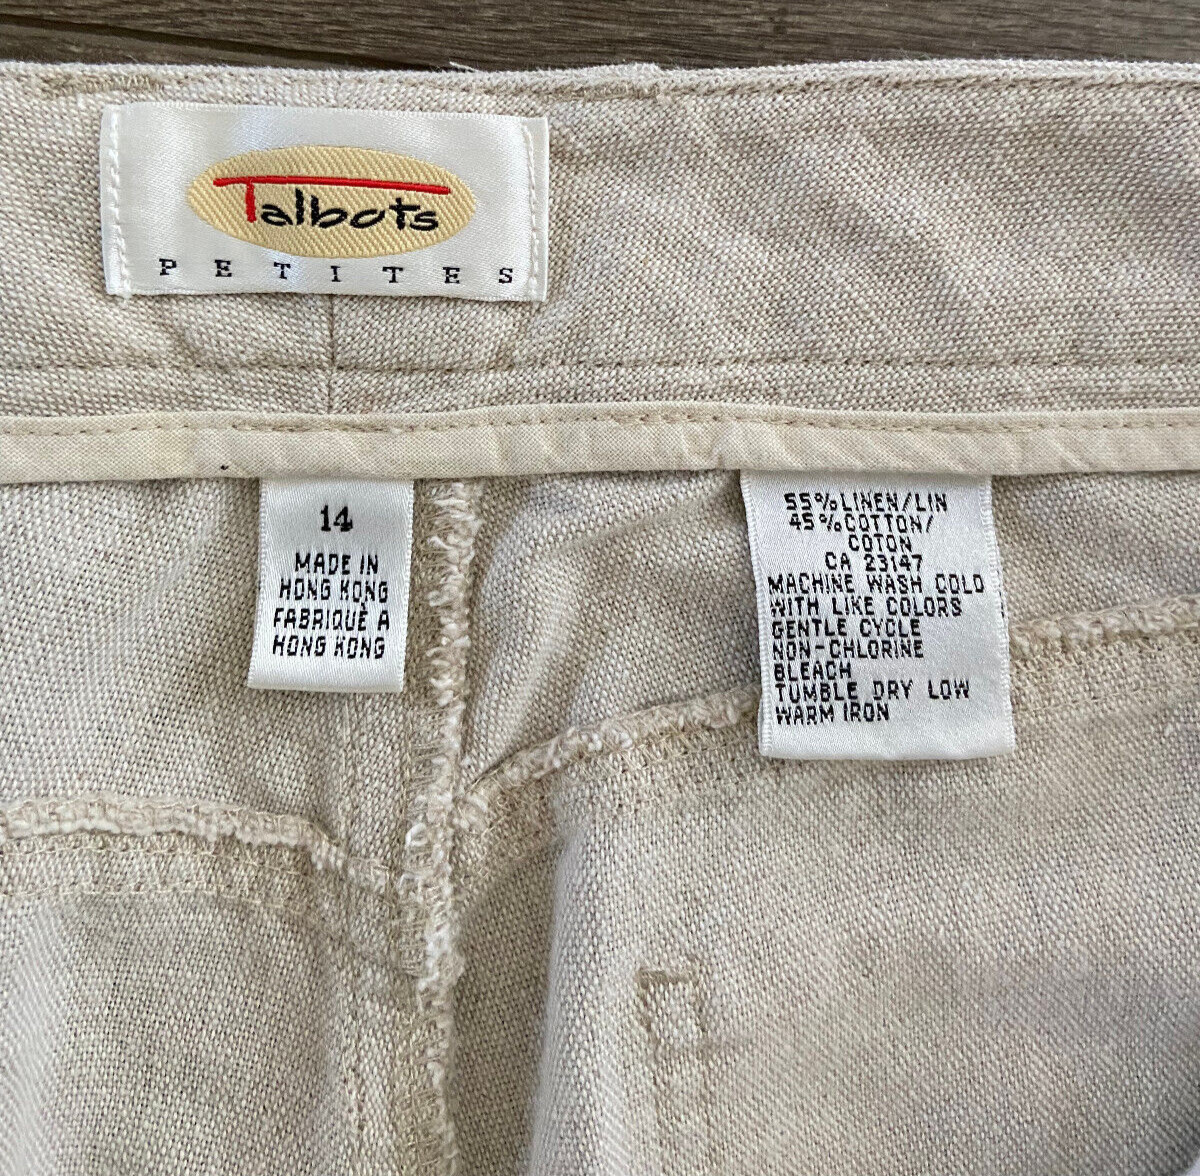 Talbots
PETITES
14
MADE IN
HONG KONG
FABRIQUÉ A
HONG KONG
55% LINEN/LIN
45% COTTON/
COTON
CA 23147
MACHINE WASH COLD
WITH LIKE COLORS
GENTLE CYCLE
NON-CHLORINE
BLEACH
TUMBLE DRY LOW
WARM IRON